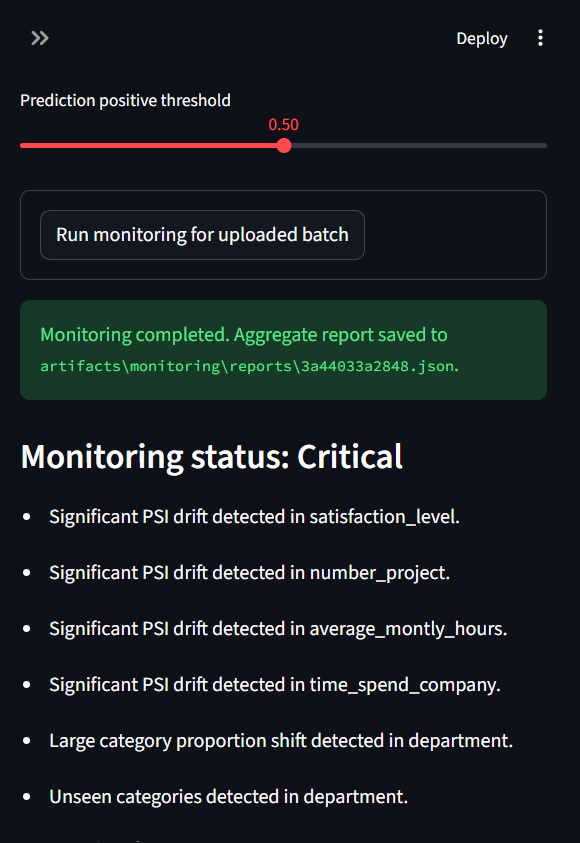 Deploy
Prediction positive threshold
0.50
Run monitoring for uploaded batch
Monitoring completed. Aggregate report saved to
artifacts\monitoring\reports\3a44033a2848.json.
Monitoring status: Critical
• Significant PSI drift detected in satisfaction_level.
• Significant PSI drift detected in number_project.
• Significant PSI drift detected in average_montly_hours.
• Significant PSI drift detected in time_spend_company.
• Large category proportion shift detected in department.
• Unseen categories detected in department.